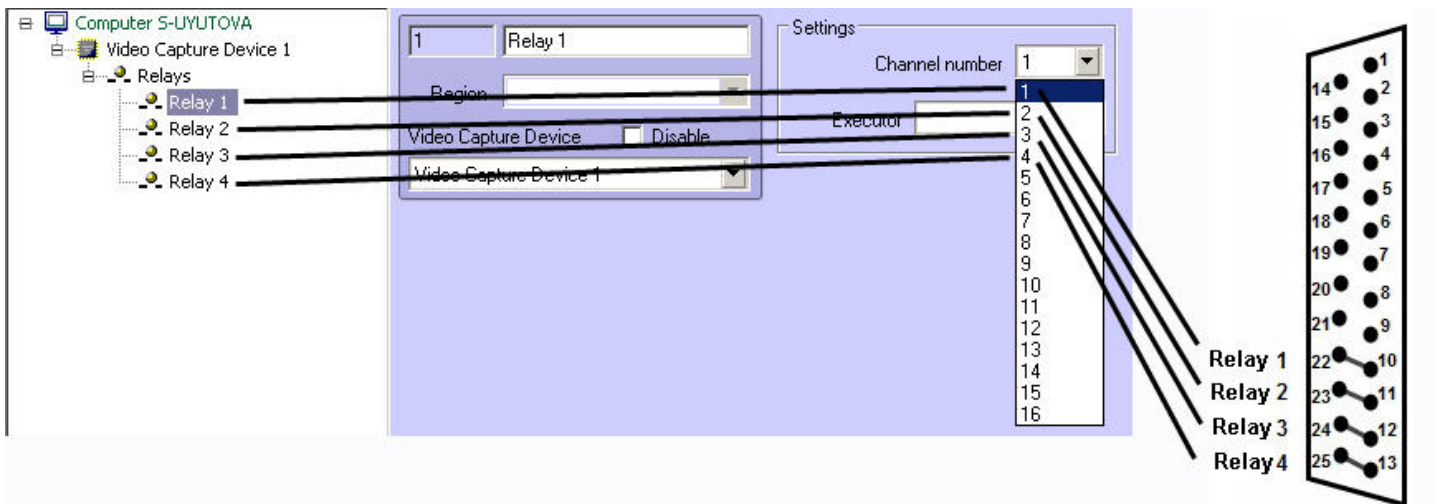 Computer S-UYUTOVA
Video Capture Device 1
Relays
Relay 1
Relay 2
Relay 3
Relay 4
1
Relay 1
Region
Video Capture Device
Disable
Video Capture Device 1
Settings
Channel number
1
Executor
1
2
3
4
5
6
7
8
9
10
11
12
13
14
15
16
Relay 1
Relay 2
Relay 3
Relay 4
1
14
2
15
3
16
4
17
5
18
6
19
7
20
8
21
9
22
10
23
11
24
12
25
13